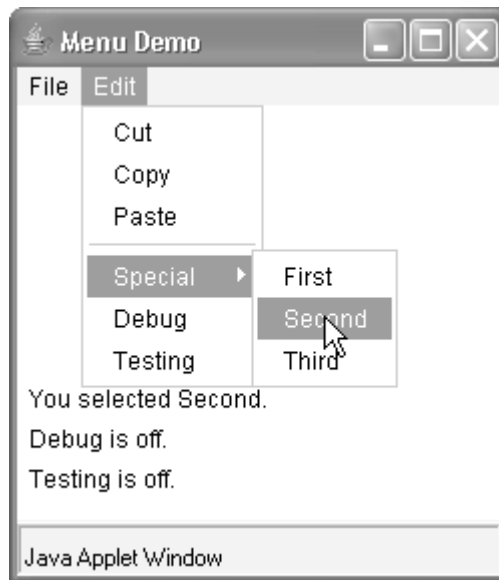 Menu Demo
File Edit
Cut
Copy
Paste
Special
First
Debug
Second
Testing
Third
You selected Second.
Debug is off.
Testing is off.
Java Applet Window